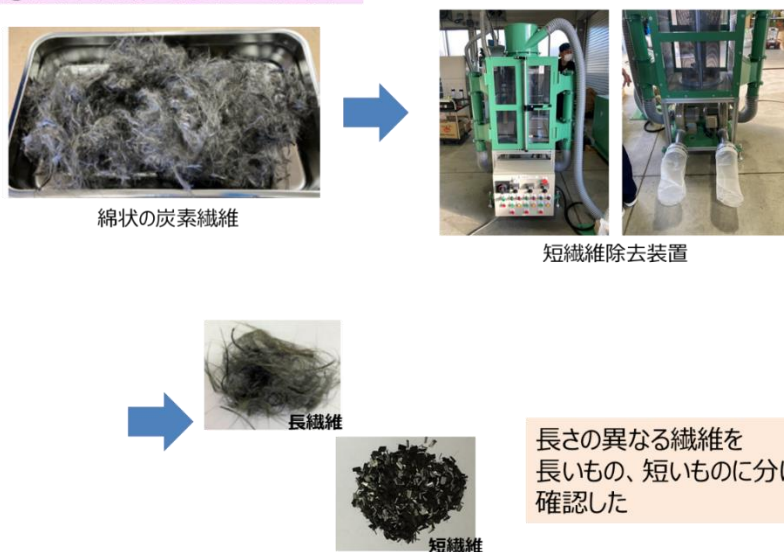 綿状の炭素繊維
短繊維除去装置
長繊維
短繊維
長さの異なる繊維を
長いもの、短いものに分け
確認した